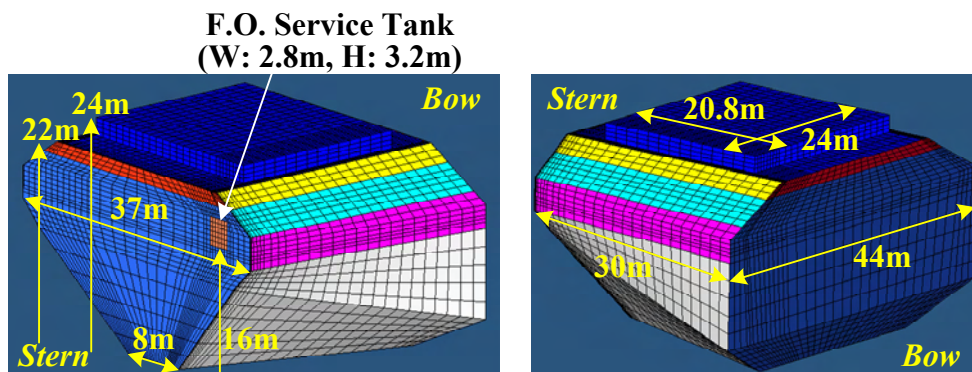 F.O. Service Tank
(W: 2.8m, H: 3.2m)
Bow
24m
22m
37m
8m
16m
Stern
Stern
20.8m
24m
30m
44m
Bow